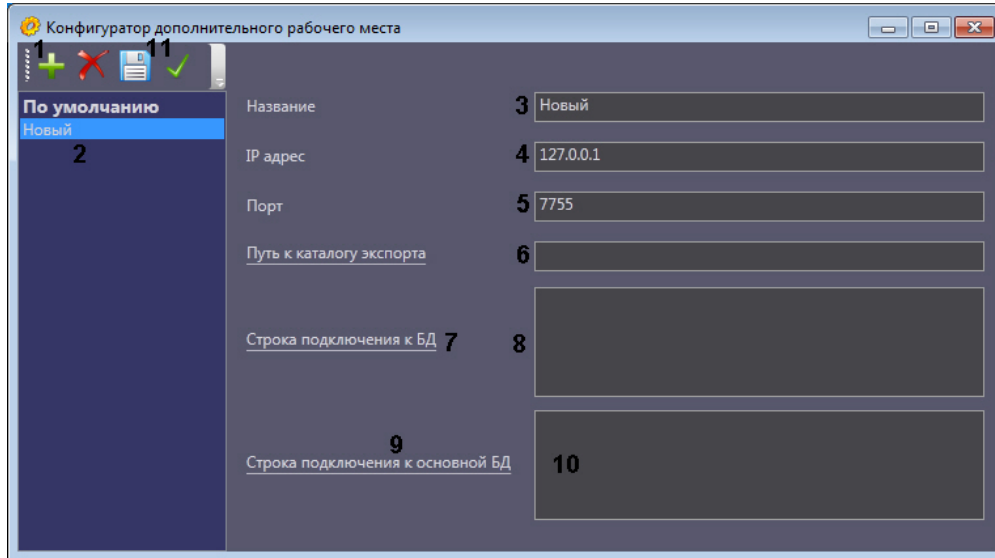 Конфигуратор дополнительного рабочего места
1 11
По умолчанию
Новый
2
Название 3 Новый
IP адрес 4 127.0.0.1
Порт 5 7755
Путь к каталогу экспорта 6
Строка подключения к БД 7 8
9
Строка подключения к основной БД 10